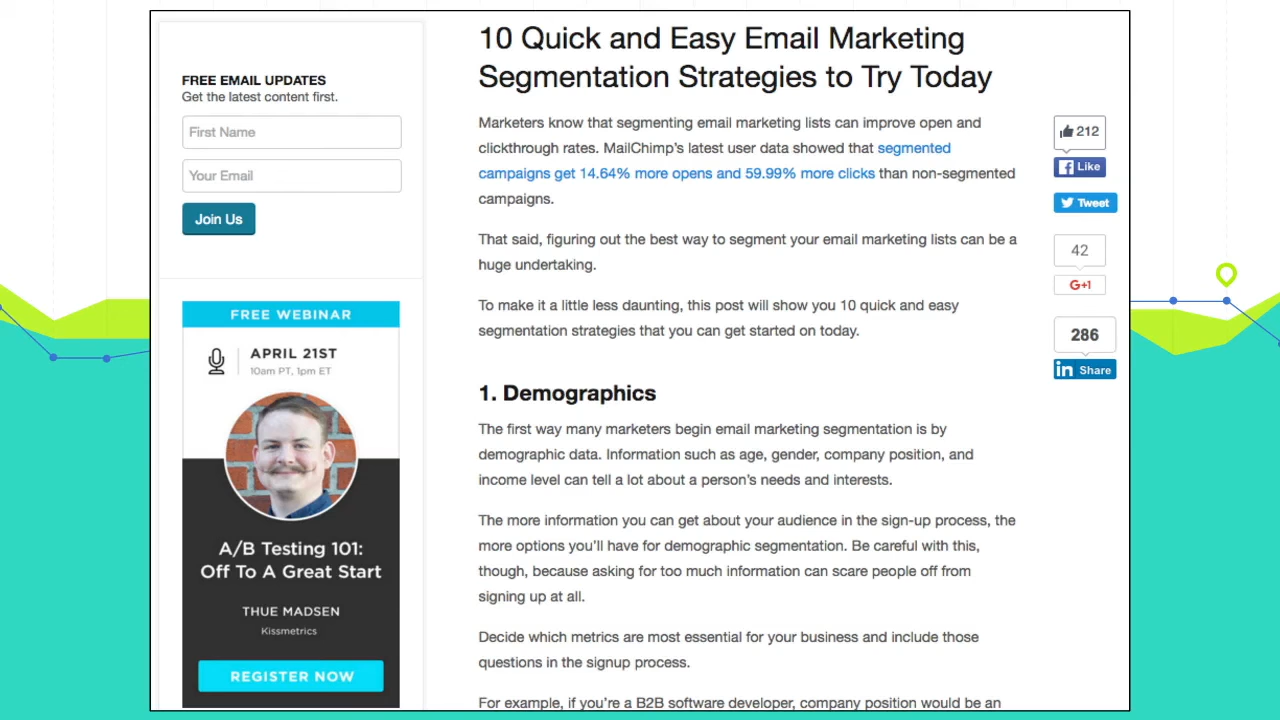 FREE EMAIL UPDATES
Get the latest content first.
First Name
Your Email
Join Us
FREE WEBINAR
APRIL 21ST
10am PT, 1pm ET
A/B Testing 101:
Off To A Great Start
THUE MADSEN
Kissmetrics
REGISTER NOW
10 Quick and Easy Email Marketing
Segmentation Strategies to Try Today
Marketers know that segmenting email marketing lists can improve open and
clickthrough rates. MailChimp's latest user data showed that segmented
campaigns get 14.64% more opens and 59.99% more clicks than non-segmented
campaigns.
That said, figuring out the best way to segment your email marketing lists can be a
huge undertaking.
To make it a little less daunting, this post will show you 10 quick and easy
segmentation strategies that you can get started on today.
1. Demographics
The first way many marketers begin email marketing segmentation is by
demographic data. Information such as age, gender, company position, and
income level can tell a lot about a person's needs and interests.
The more information you can get about your audience in the sign-up process, the
more options you'll have for demographic segmentation. Be careful with this,
though, because asking for too much information can scare people off from
signing up at all.
Decide which metrics are most essential for your business and include those
questions in the signup process.
For example, if you're a B2B software developer, company position would be an
212
Like
Tweet
42
G+1
286
in Share